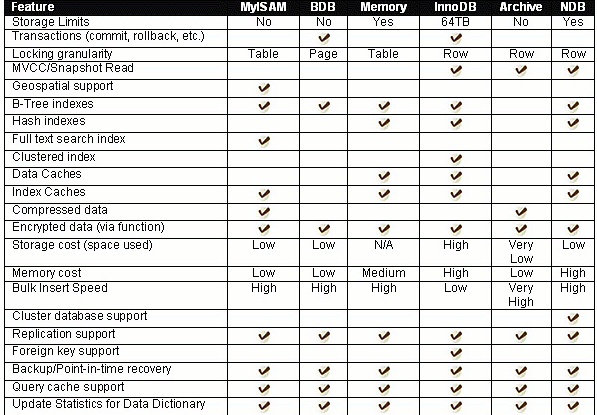 Feature MyISAM BDB Memory InnoDB Archive NDB
Storage Limits No No Yes 64TB No Yes
Transactions (commit, rollback, etc.)
Locking granularity Table Page Table Row Row Row
MVCC/Snapshot Read
Geospatial support
B-Tree indexes
Hash indexes
Full text search index
Clustered index
Data Caches
Index Caches
Compressed data
Encrypted data (via function)
Storage cost (space used) Low Low N/A High Very Low Low
Memory cost Low Low Medium High Low High
Bulk Insert Speed High High High Low Very High High
Cluster database support
Replication support
Foreign key support
Backup/Point-in-time recovery
Query cache support
Update Statistics for Data Dictionary